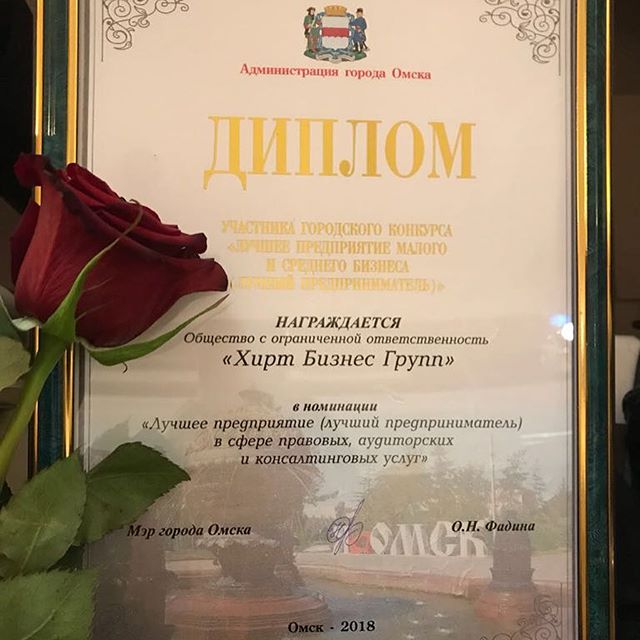 Администрация города Омска
ДИПЛОМ
УЧАСТНИКА ГОРОДСКОГО КОНКУРСА
«ЛУЧШЕЕ ПРЕДПРИЯТИЕ МАЛОГО
И СРЕДНЕГО БИЗНЕСА
(ЛУЧШИЙ ПРЕДПРИНИМАТЕЛЬ)»
НАГРАЖДАЕТСЯ
Общество с ограниченной ответственность
«Хирт Бизнес Групп»
в номинации
«Лучшее предприятие (лучший предприниматель)
в сфере правовых, аудиторских
и консалтинговых услуг»
Мэр города Омска
О.Н. Фадина
ОМСК
Омск - 2018